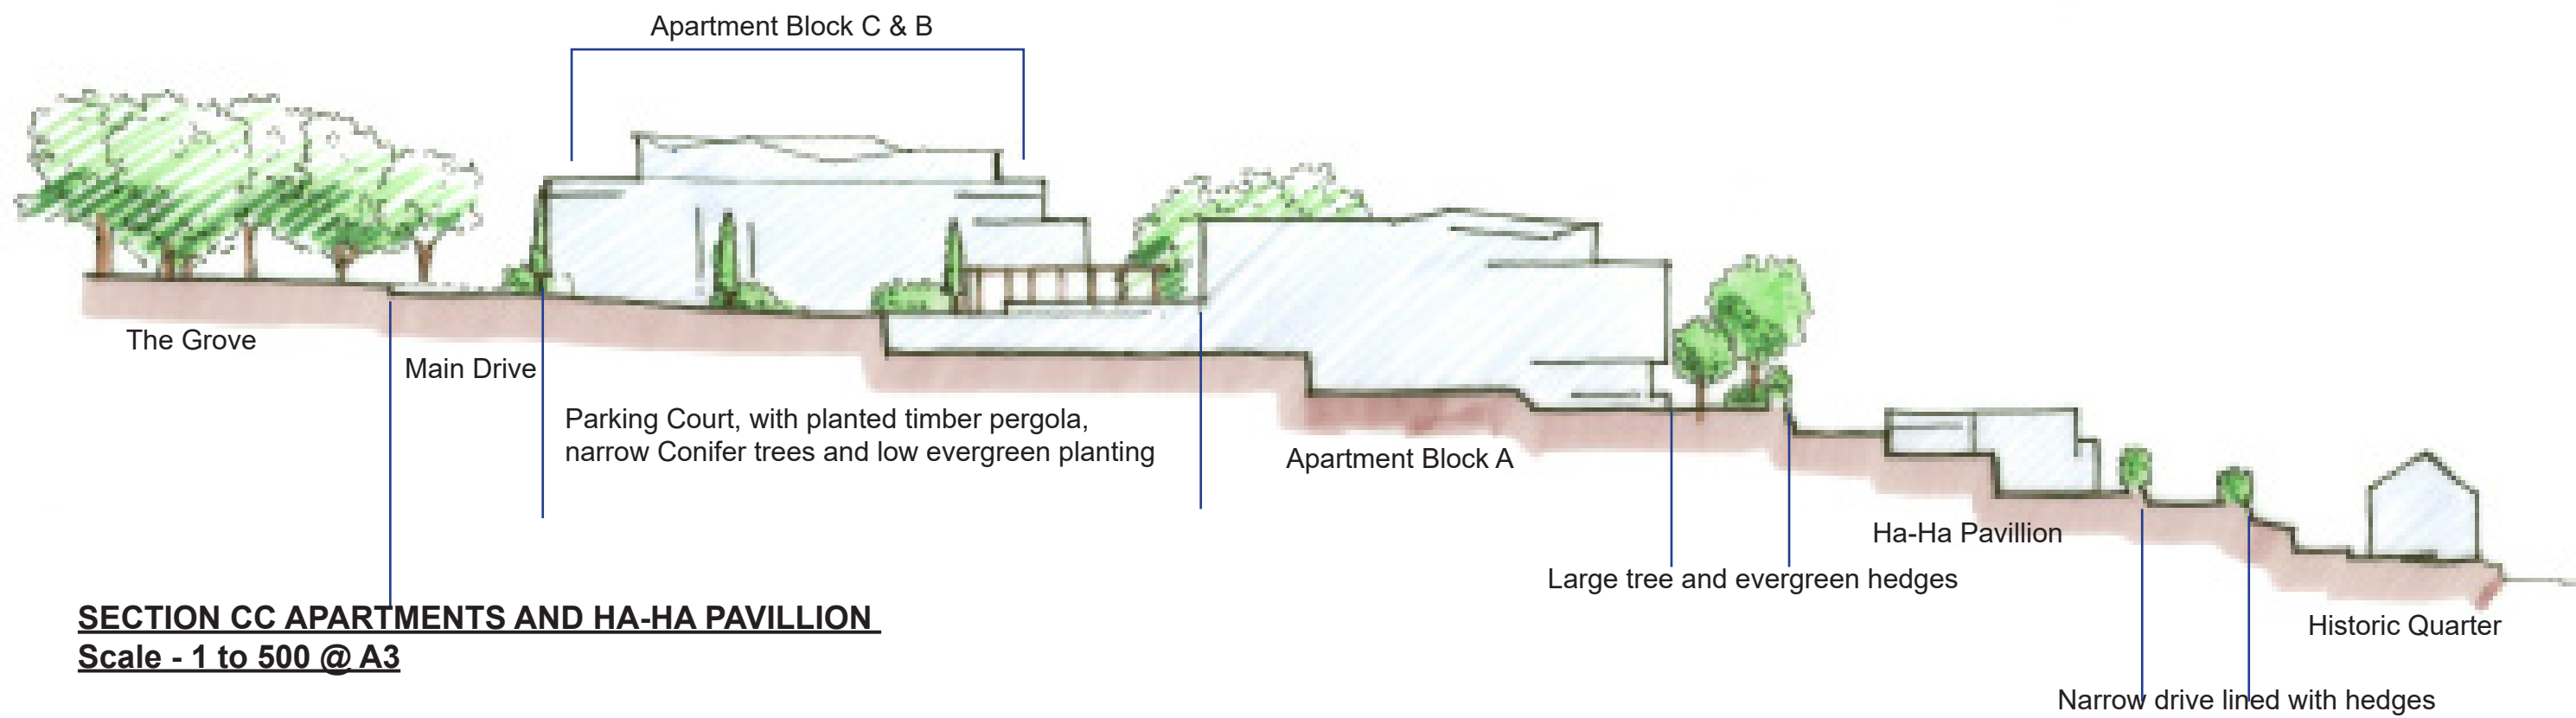 Apartment Block C & B
The Grove
Main Drive
Parking Court, with planted timber pergola,
narrow Conifer trees and low evergreen planting
Apartment Block A
Ha-Ha Pavillion
Large tree and evergreen hedges
Historic Quarter
Narrow drive lined with hedges
SECTION CC APARTMENTS AND HA-HA PAVILLION
Scale - 1 to 500 @ A3